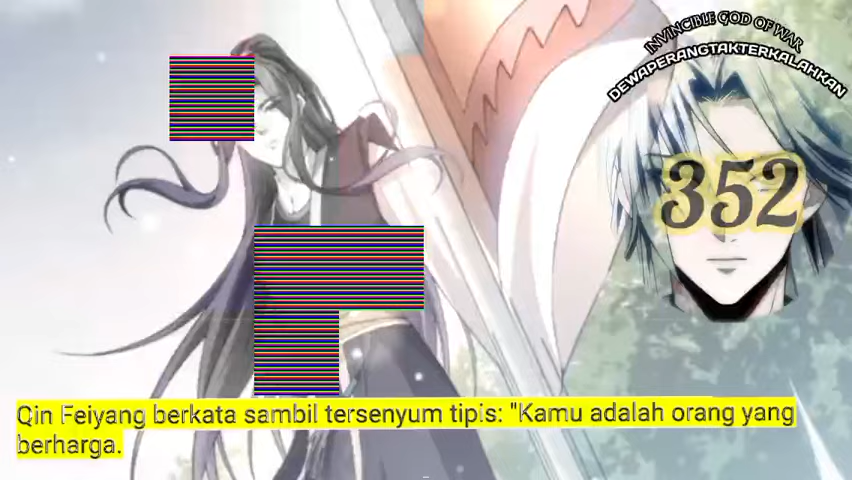 INVINCIBLE GOD OF WAR
DEWAPERANGTAKTERKALAHKAN
352
Qin Feiyang berkata sambil tersenyum tipis: "Kamu adalah orang yang
berharga.